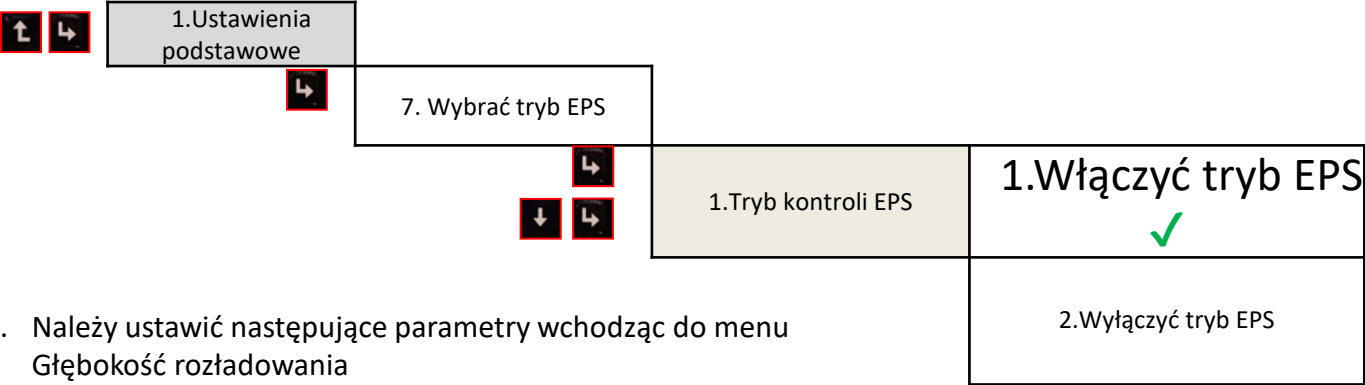 1.Ustawienia
podstawowe
7. Wybrać tryb EPS
1.Tryb kontroli EPS
1.Włączyć tryb EPS
✓
2.Wyłączyć tryb EPS
. Należy ustawić następujące parametry wchodząc do menu
Głębokość rozładowania